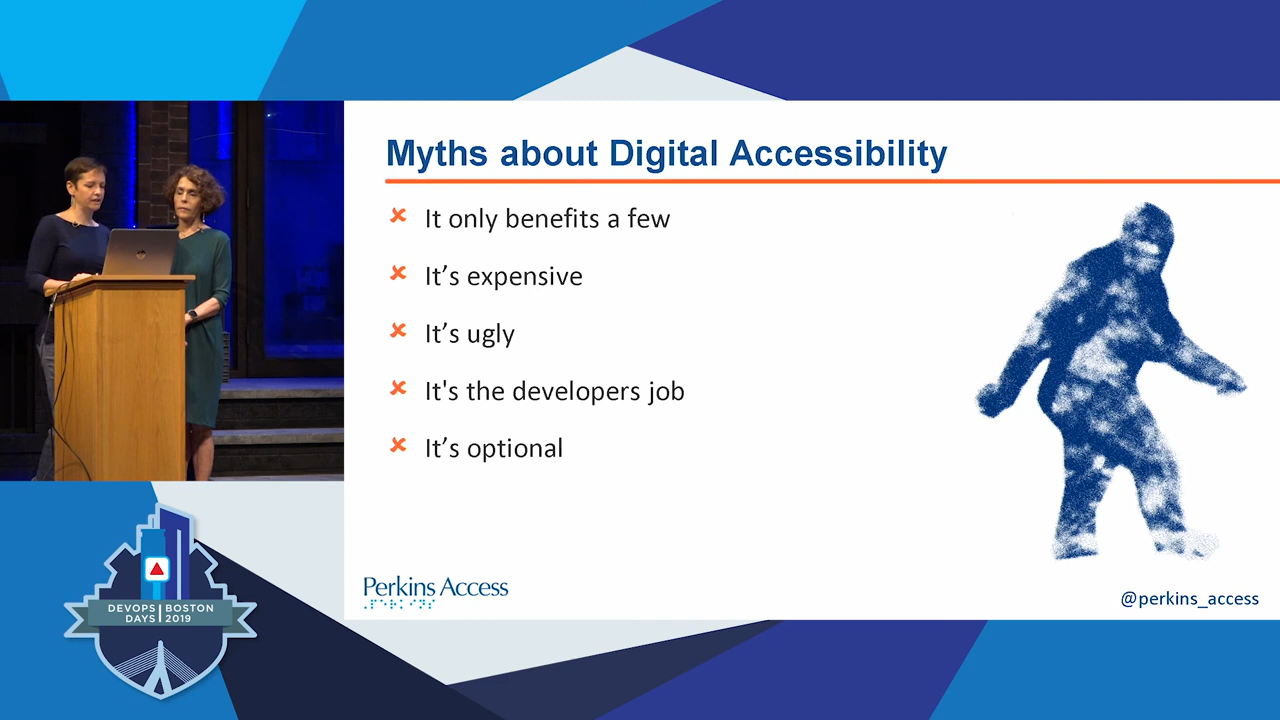 Myths about Digital Accessibility
✘ It only benefits a few
✘ It’s expensive
✘ It’s ugly
✘ It's the developers job
✘ It’s optional
Perkins Access
⠠⠏⠑⠗⠅⠊⠝⠎
@perkins_access
DEVOPS | BOSTON
DAYS | 2019